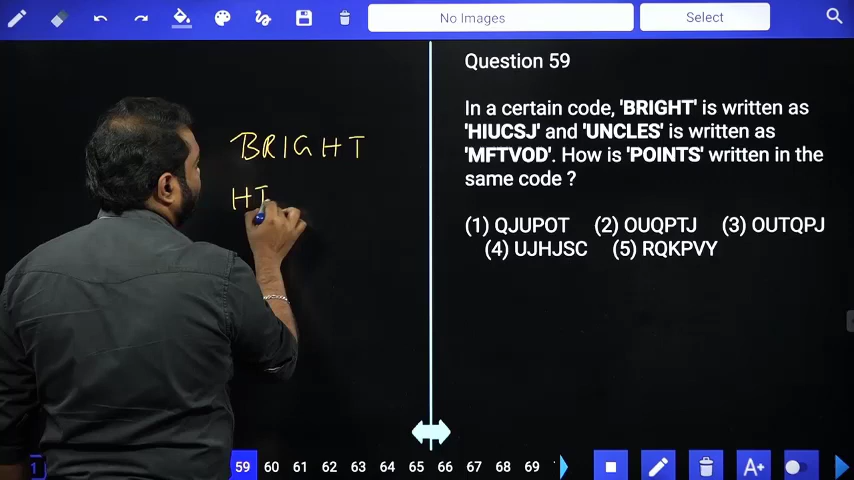 No Images
Select
Question 59
In a certain code, 'BRIGHT' is written as
'HIUCSJ' and 'UNCLES' is written as
'MFTVOD'. How is 'POINTS' written in the
same code ?
(1) QJUPOT (2) OUQPTJ (3) OUTQPJ
(4) UJHJSC (5) RQKPVY
BRIGHT
HI
1
59 60 61 62 63 64 65 66 67 68 69
A+